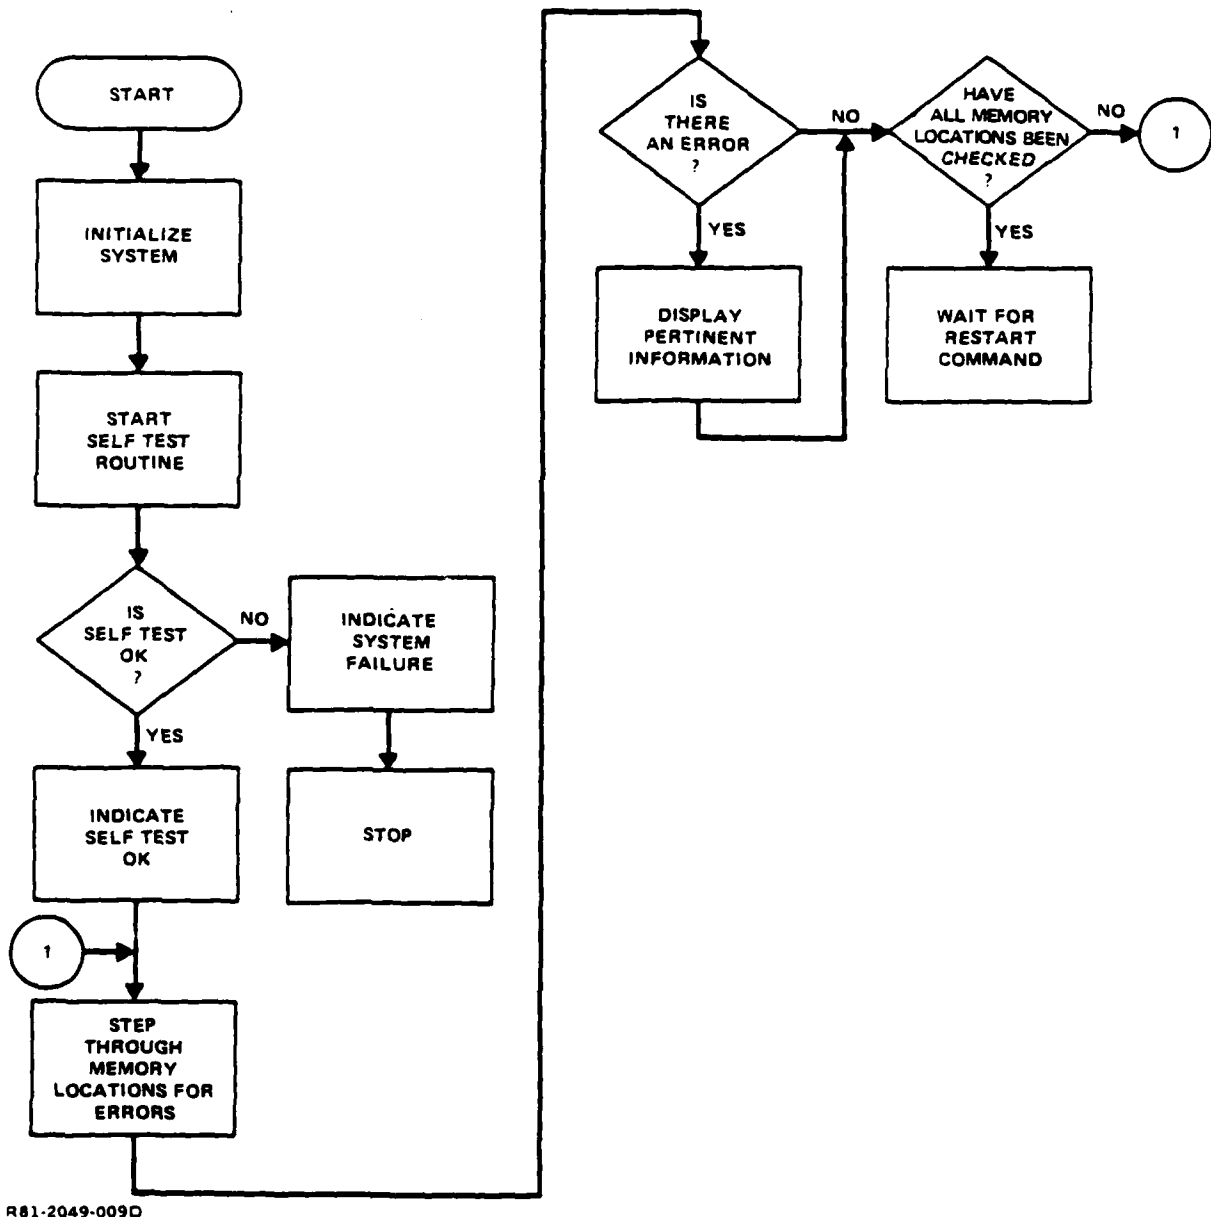 START
INITIALIZE
SYSTEM
START
SELF TEST
ROUTINE
IS
SELF TEST
OK
?
NO
YES
INDICATE
SYSTEM
FAILURE
STOP
INDICATE
SELF TEST
OK
1
STEP
THROUGH
MEMORY
LOCATIONS FOR
ERRORS
IS
THERE
AN ERROR
?
NO
YES
DISPLAY
PERTINENT
INFORMATION
HAVE
ALL MEMORY
LOCATIONS BEEN
CHECKED
?
NO
1
YES
WAIT FOR
RESTART
COMMAND
R81-2049-009D